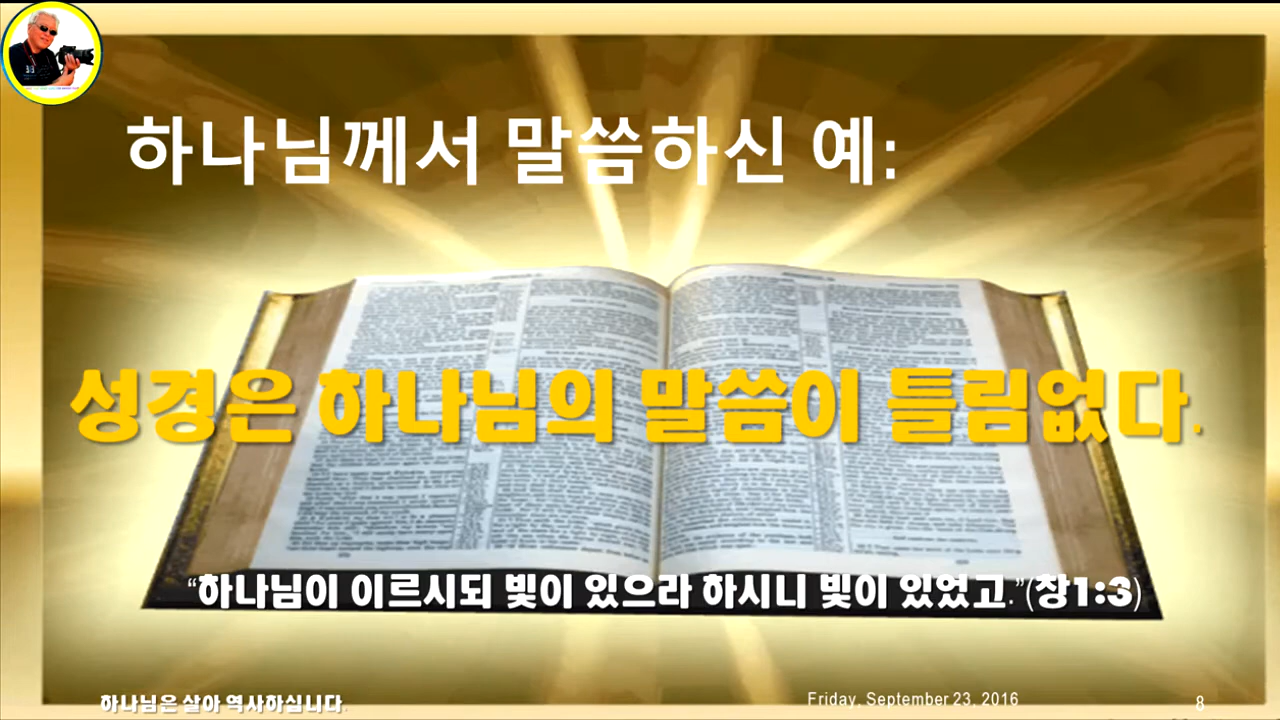 하나님께서 말씀하신 예:
성경은 하나님의 말씀이 틀림없다.
“하나님이 이르시되 빛이 있으라 하시니 빛이 있었고.”(창1:3)
하나님은 살아 역사하십니다.
Friday, September 23, 2016
8